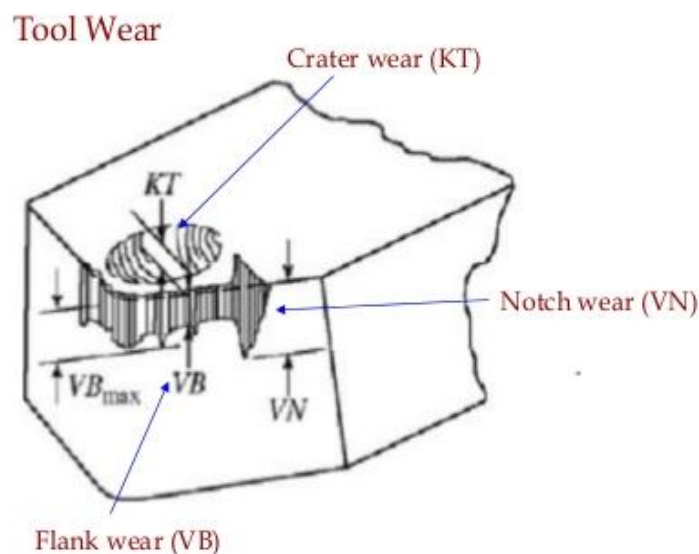 Tool Wear
Crater wear (KT)
KT
Notch wear (VN)
VBmax
VB
VN
Flank wear (VB)